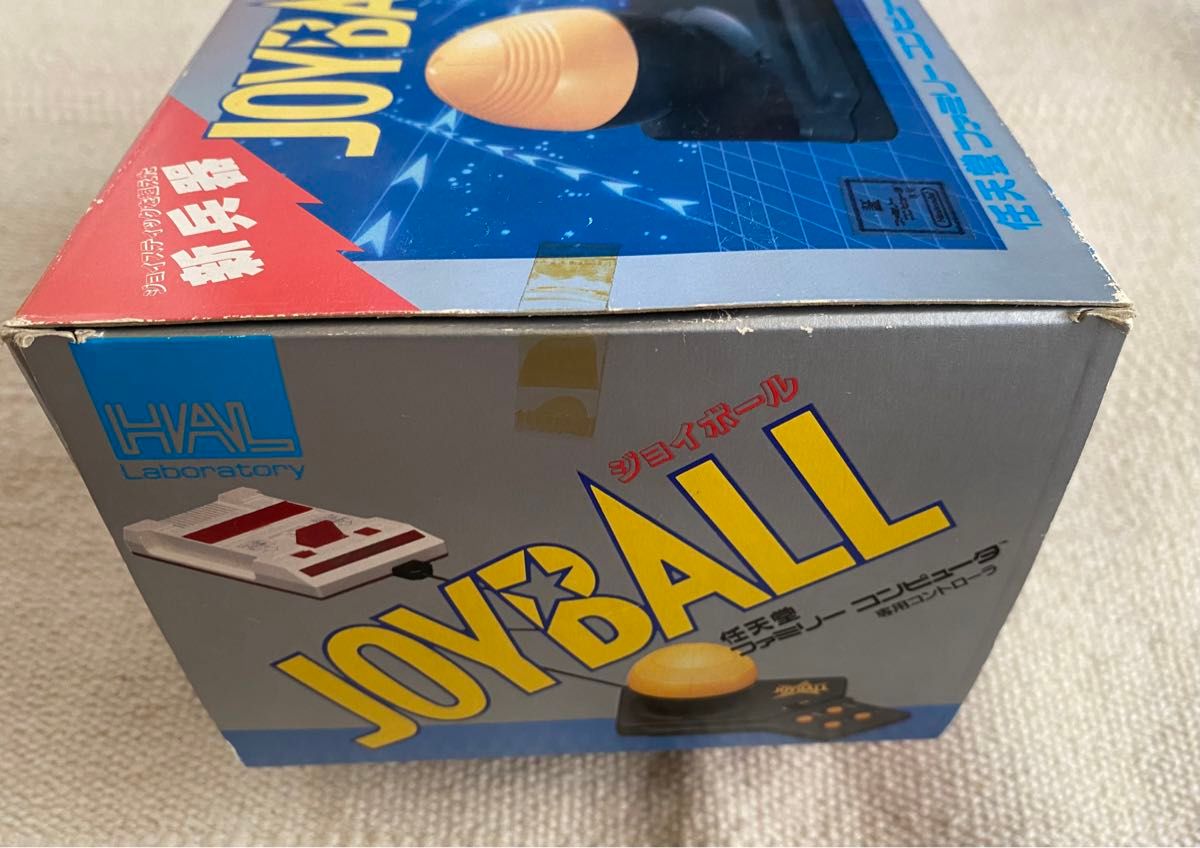 JOYBA
ジョイスティックを超えた
新兵器
任天堂 ファミリーコンピュ
Nintendo
HAL
Laboratory
ジョイボール
JOYBALL
任天堂
ファミリー コンピュータ
専用コントローラ
JOYBALL